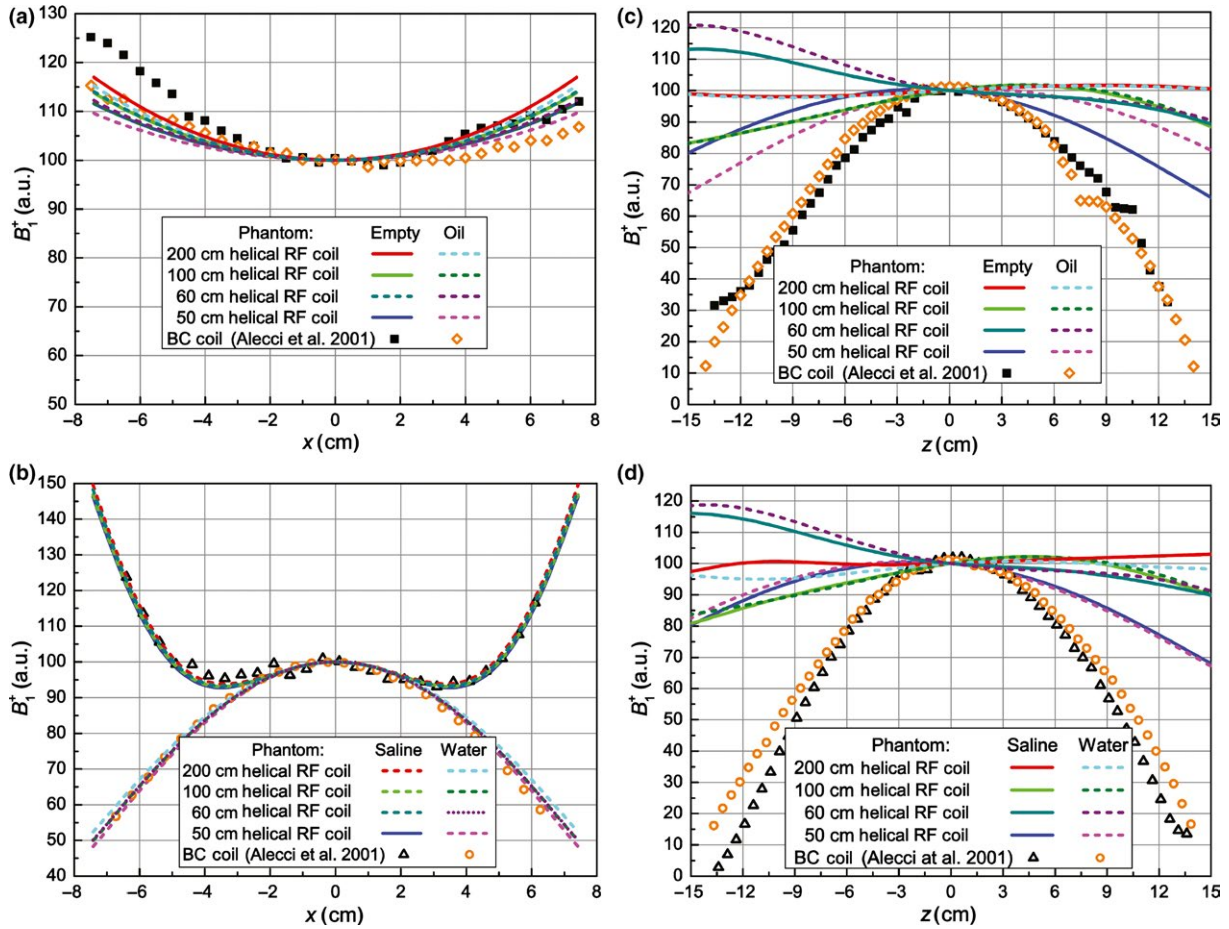 (a)
120
110
100
90
80
70
60
50
B₁⁺ (a.u.)
Phantom: Empty Oil
200 cm helical RF coil
100 cm helical RF coil
60 cm helical RF coil
50 cm helical RF coil
BC coil (Alecci et al. 2001)
−8 −6 −4 −2 0 2 4 6 8
x (cm)
(c)
120
110
100
90
80
70
60
50
40
30
20
10
0
B₁⁺ (a.u.)
Phantom: Empty Oil
200 cm helical RF coil
100 cm helical RF coil
60 cm helical RF coil
50 cm helical RF coil
BC coil (Alecci et al. 2001)
−15 −12 −9 −6 −3 0 3 6 9 12 15
z (cm)
(b)
150
140
130
120
110
100
90
80
70
60
50
40
B₁⁺ (a.u.)
Phantom: Saline Water
200 cm helical RF coil
100 cm helical RF coil
60 cm helical RF coil
50 cm helical RF coil
BC coil (Alecci et al. 2001)
−8 −6 −4 −2 0 2 4 6 8
x (cm)
(d)
120
110
100
90
80
70
60
50
40
30
20
10
0
B₁⁺ (a.u.)
Phantom: Saline Water
200 cm helical RF coil
100 cm helical RF coil
60 cm helical RF coil
50 cm helical RF coil
BC coil (Alecci at al. 2001)
−15 −12 −9 −6 −3 0 3 6 9 12 15
z (cm)